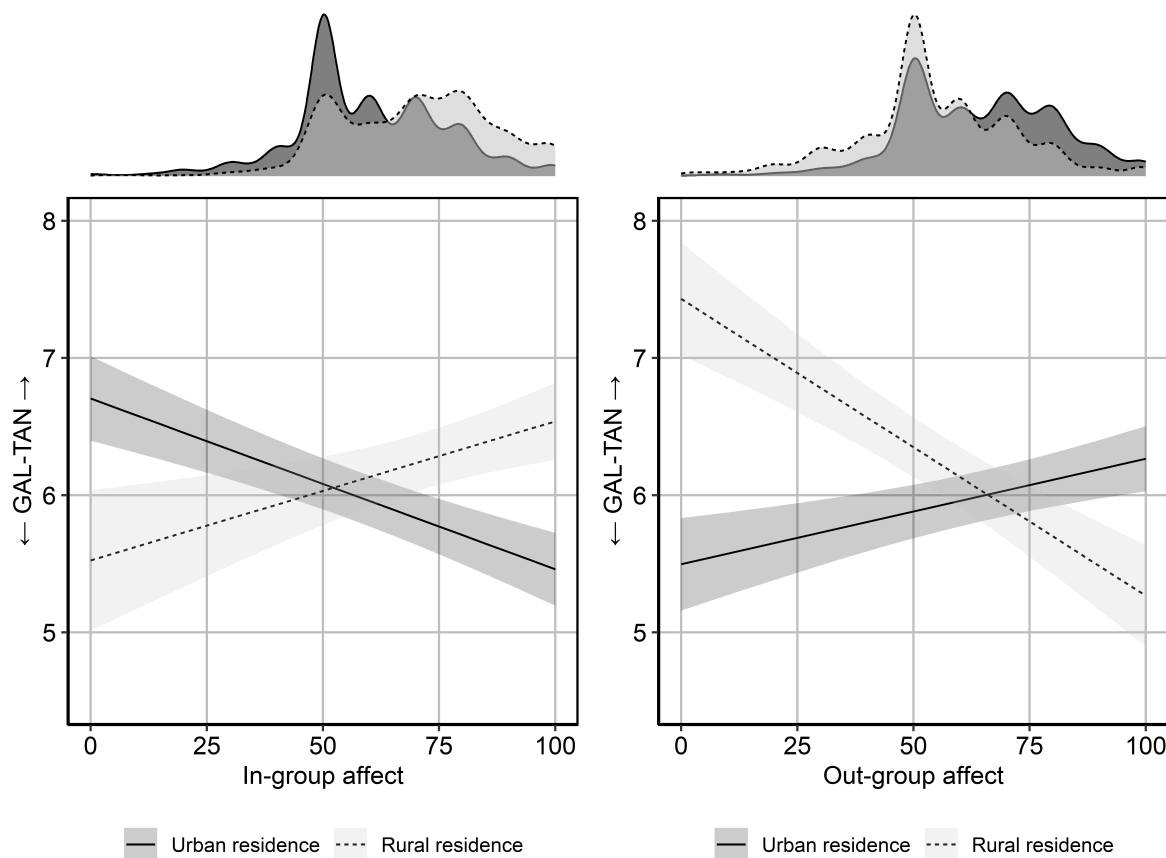 8
7
6
5
← GAL-TAN →
0 25 50 75 100
In-group affect
Urban residence Rural residence
8
7
6
5
← GAL-TAN →
0 25 50 75 100
Out-group affect
Urban residence Rural residence